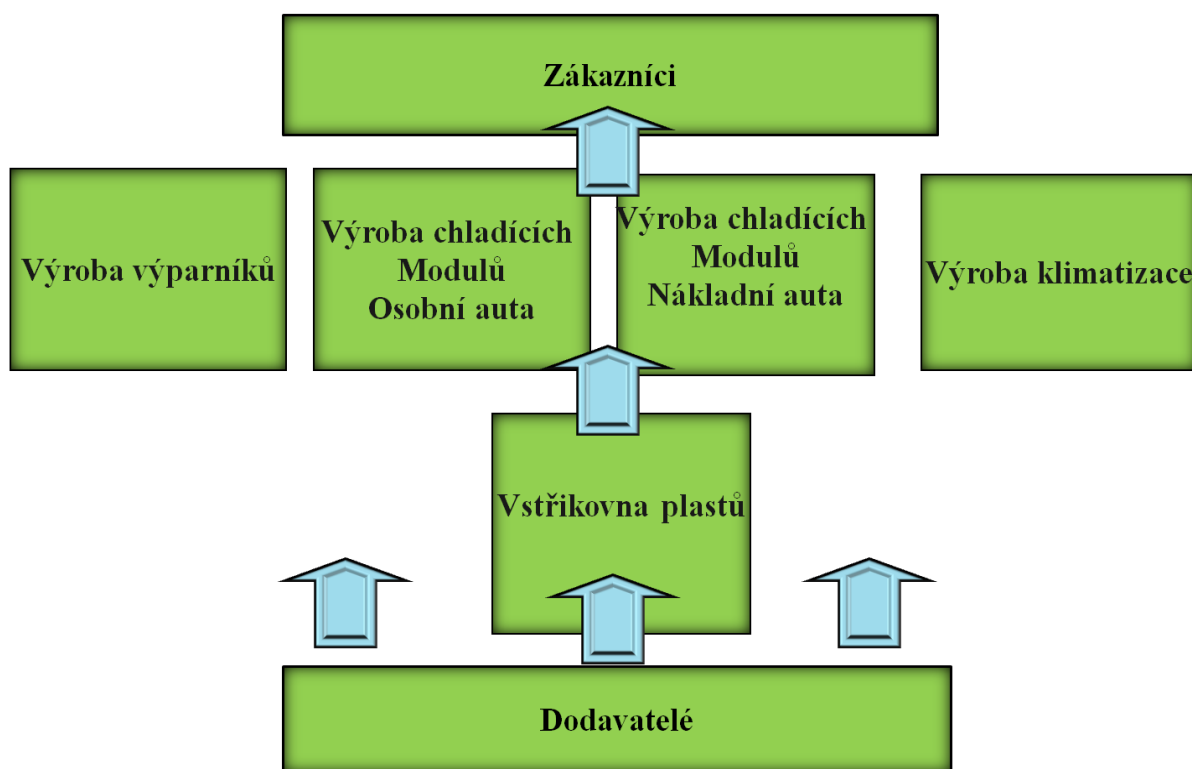 Zákazníci
Výroba výparníků
Výroba chladících
Modulů
Osobní auta
Výroba chladících
Modulů
Nákladní auta
Výroba klimatizace
Vstřikovna plastů
Dodavatelé